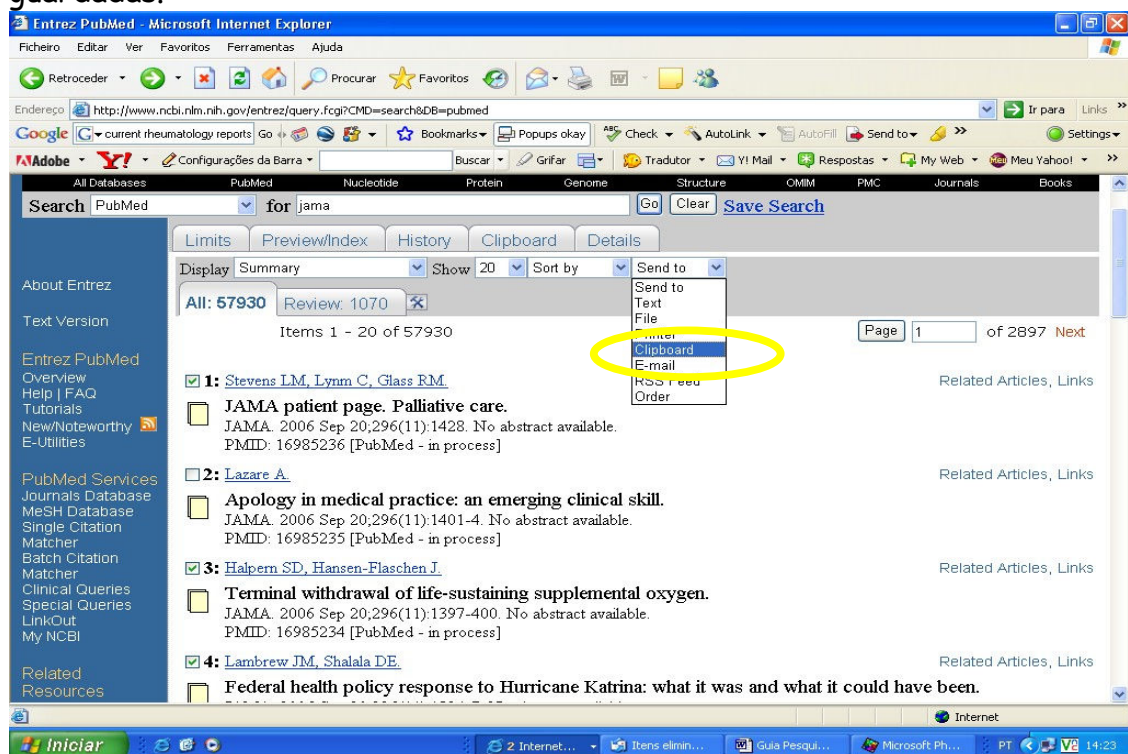 Entrez PubMed - Microsoft Internet Explorer
Ficheiro Editar Ver Favoritos Ferramentas Ajuda
Retroceder Procurar Favoritos
Endereço http://www.ncbi.nlm.nih.gov/entrez/query.fcgi?CMD=search&DB=pubmed Ir para Links »
Google G current rheumatology reports Go Bookmarks Popups okay Check AutoLink AutoFill Send to » Settings
Adobe Y! Configurações da Barra Buscar Grifar Tradutor Y! Mail Respostas My Web Meu Yahoo! »
All Databases PubMed Nucleotide Protein Genome Structure OMIM PMC Journals Books
Search PubMed for jama Go Clear Save Search
Limits Preview/Index History Clipboard Details
Display Summary Show 20 Sort by Send to
Send to
Text
File
Printer
Clipboard
E-mail
RSS Feed
Order
All: 57930 Review: 1070
Items 1 - 20 of 57930 Page 1 of 2897 Next
About Entrez
Text Version
Entrez PubMed
Overview
Help | FAQ
Tutorials
New/Noteworthy
E-Utilities
PubMed Services
Journals Database
MeSH Database
Single Citation
Matcher
Batch Citation
Matcher
Clinical Queries
Special Queries
LinkOut
My NCBI
Related
Resources
1: Stevens LM, Lynm C, Glass RM. Related Articles, Links
JAMA patient page. Palliative care.
JAMA. 2006 Sep 20;296(11):1428. No abstract available.
PMID: 16985236 [PubMed - in process]
2: Lazare A. Related Articles, Links
Apology in medical practice: an emerging clinical skill.
JAMA. 2006 Sep 20;296(11):1401-4. No abstract available.
PMID: 16985235 [PubMed - in process]
3: Halpern SD, Hansen-Flaschen J. Related Articles, Links
Terminal withdrawal of life-sustaining supplemental oxygen.
JAMA. 2006 Sep 20;296(11):1397-400. No abstract available.
PMID: 16985234 [PubMed - in process]
4: Lambrew JM, Shalala DE. Related Articles, Links
Federal health policy response to Hurricane Katrina: what it was and what it could have been.
Internet
Iniciar 2 Internet... Itens elimin... Guia Pesqui... Microsoft Ph... PT 14:23